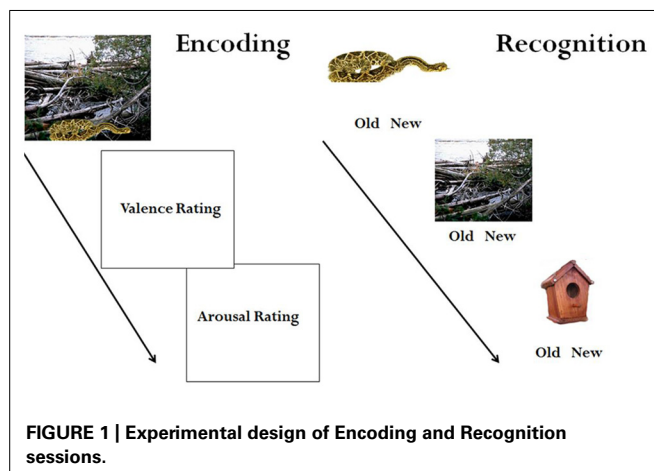 Encoding
Recognition
Old New
Valence Rating
Old New
Arousal Rating
Old New
FIGURE 1 | Experimental design of Encoding and Recognition
sessions.